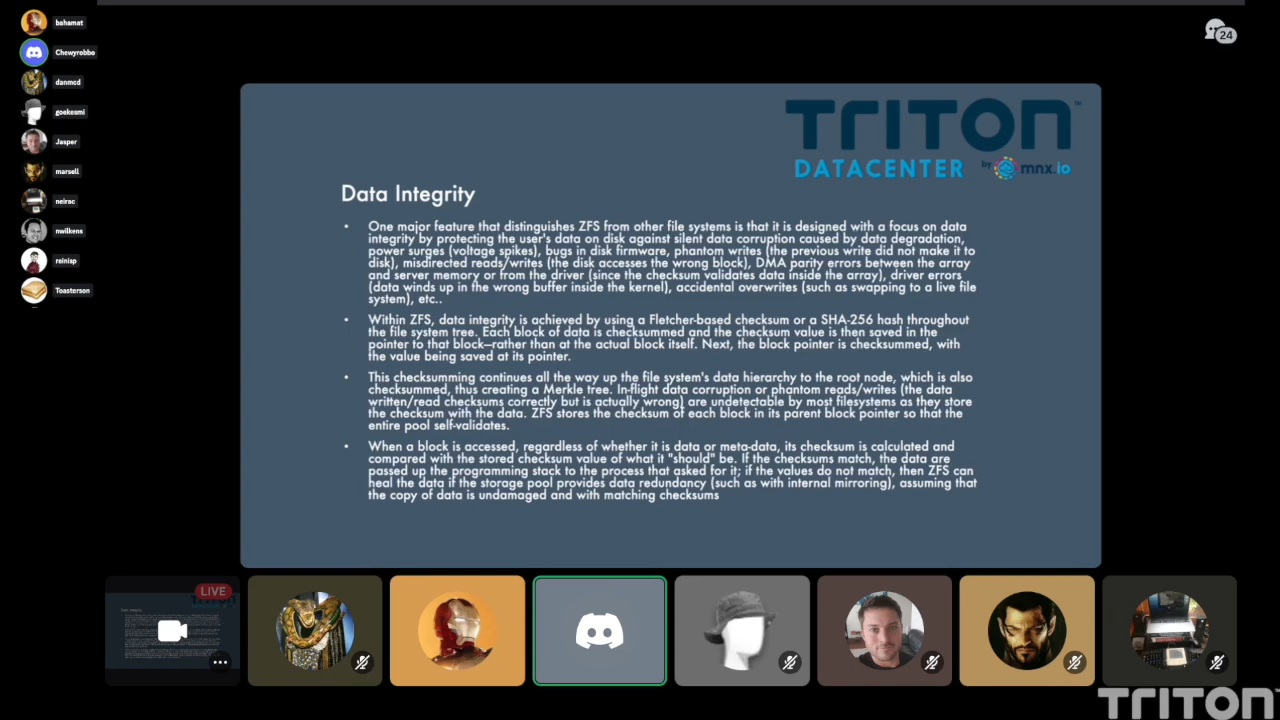 bahamat
Chewyrobbo
danmcd
goekesmi
Jasper
marsell
neirac
nwilkens
reinisp
Toasterson
24
TRITON™
DATACENTER by mnx.io
Data Integrity
• One major feature that distinguishes ZFS from other file systems is that it is designed with a focus on data
integrity by protecting the user's data on disk against silent data corruption caused by data degradation,
power surges (voltage spikes), bugs in disk firmware, phantom writes (the previous write did not make it to
disk), misdirected reads/writes (the disk accesses the wrong block), DMA parity errors between the array
and server memory or from the driver (since the checksum validates data inside the array), driver errors
(data winds up in the wrong buffer inside the kernel), accidental overwrites (such as swapping to a live file
system), etc..
• Within ZFS, data integrity is achieved by using a Fletcher-based checksum or a SHA-256 hash throughout
the file system tree. Each block of data is checksummed and the checksum value is then saved in the
pointer to that block—rather than at the actual block itself. Next, the block pointer is checksummed, with
the value being saved at its pointer.
• This checksumming continues all the way up the file system's data hierarchy to the root node, which is also
checksummed, thus creating a Merkle tree. In-flight data corruption or phantom reads/writes (the data
written/read checksums correctly but is actually wrong) are undetectable by most filesystems as they store
the checksum with the data. ZFS stores the checksum of each block in its parent block pointer so that the
entire pool self-validates.
• When a block is accessed, regardless of whether it is data or meta-data, its checksum is calculated and
compared with the stored checksum value of what it "should" be. If the checksums match, the data are
passed up the programming stack to the process that asked for it; if the values do not match, then ZFS can
heal the data if the storage pool provides data redundancy (such as with internal mirroring), assuming that
the copy of data is undamaged and with matching checksums
LIVE
TRITON